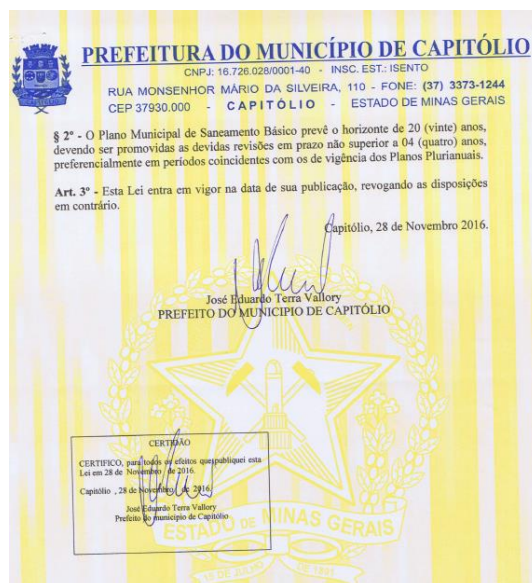 PREFEITURA DO MUNICÍPIO DE CAPITÓLIO
CNPJ: 16.726.028/0001-40 - INSC. EST.: ISENTO
RUA MONSENHOR MÁRIO DA SILVEIRA, 110 - FONE: (37) 3373-1244
CEP 37930.000 - CAPITÓLIO - ESTADO DE MINAS GERAIS
§ 2º - O Plano Municipal de Saneamento Básico prevê o horizonte de 20 (vinte) anos,
devendo ser promovidas as devidas revisões em prazo não superior a 04 (quatro) anos,
preferencialmente em períodos coincidentes com os de vigência dos Planos Plurianuais.
Art. 3º - Esta Lei entra em vigor na data de sua publicação, revogando as disposições
em contrário.
Capitólio, 28 de Novembro 2016.
José Eduardo Terra Vallory
PREFEITO DO MUNICIPIO DE CAPITÓLIO
CERTIDÃO
CERTIFICO, para todos os efeitos que publiquei esta
Lei em 28 de Novembro de 2016.
Capitólio , 28 de Novembro de 2016.
José Eduardo Terra Vallory
Prefeito do municipio de Capitólio
ESTADO DE MINAS GERAIS
15 DE JULHO DE 1891